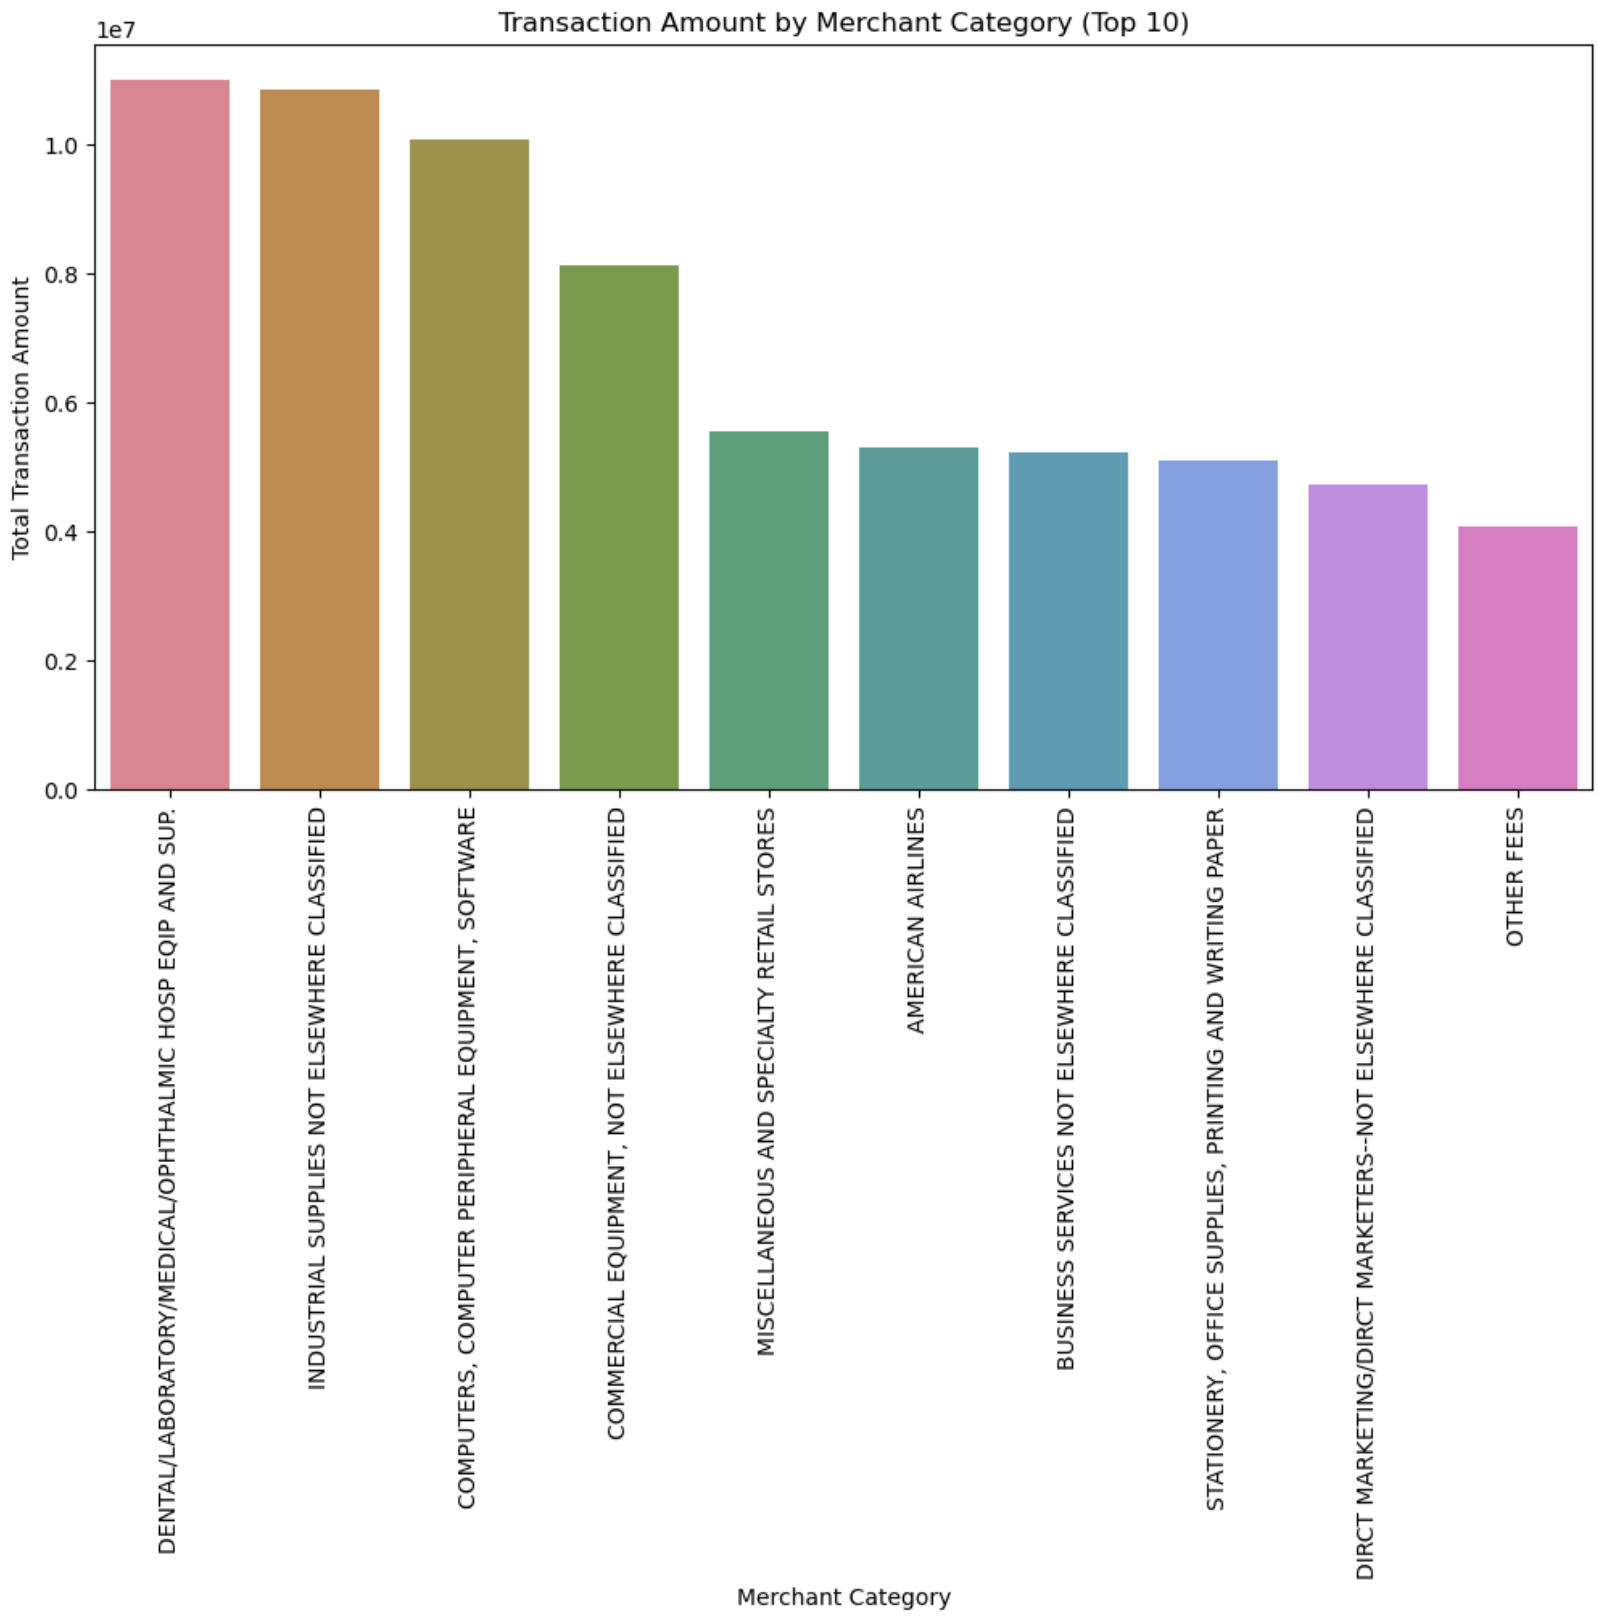 Transaction Amount by Merchant Category (Top 10)
1e7
1.0
0.8
0.6
0.4
0.2
0.0
Total Transaction Amount
DENTAL/LABORATORY/MEDICAL/OPHTHALMIC HOSP EQIP AND SUP.
INDUSTRIAL SUPPLIES NOT ELSEWHERE CLASSIFIED
COMPUTERS, COMPUTER PERIPHERAL EQUIPMENT, SOFTWARE
COMMERCIAL EQUIPMENT, NOT ELSEWHERE CLASSIFIED
MISCELLANEOUS AND SPECIALTY RETAIL STORES
AMERICAN AIRLINES
BUSINESS SERVICES NOT ELSEWHERE CLASSIFIED
STATIONERY, OFFICE SUPPLIES, PRINTING AND WRITING PAPER
DIRCT MARKETING/DIRCT MARKETERS--NOT ELSEWHERE CLASSIFIED
OTHER FEES
Merchant Category